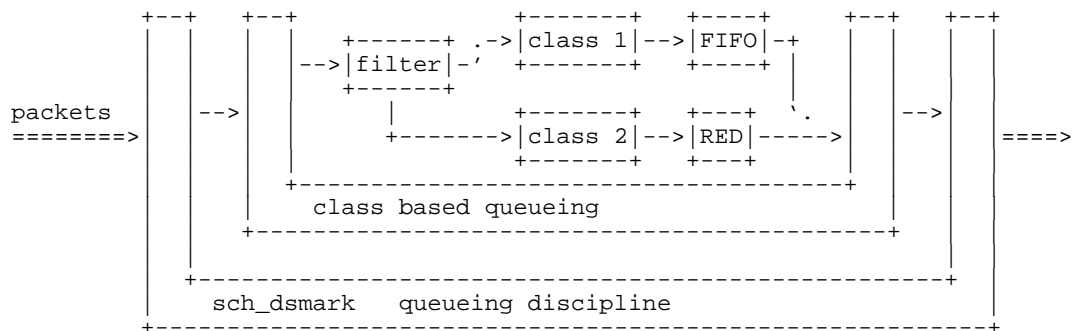 class 1 FIFO
filter
packets
class 2 RED
class based queueing
sch_dsmark queueing discipline